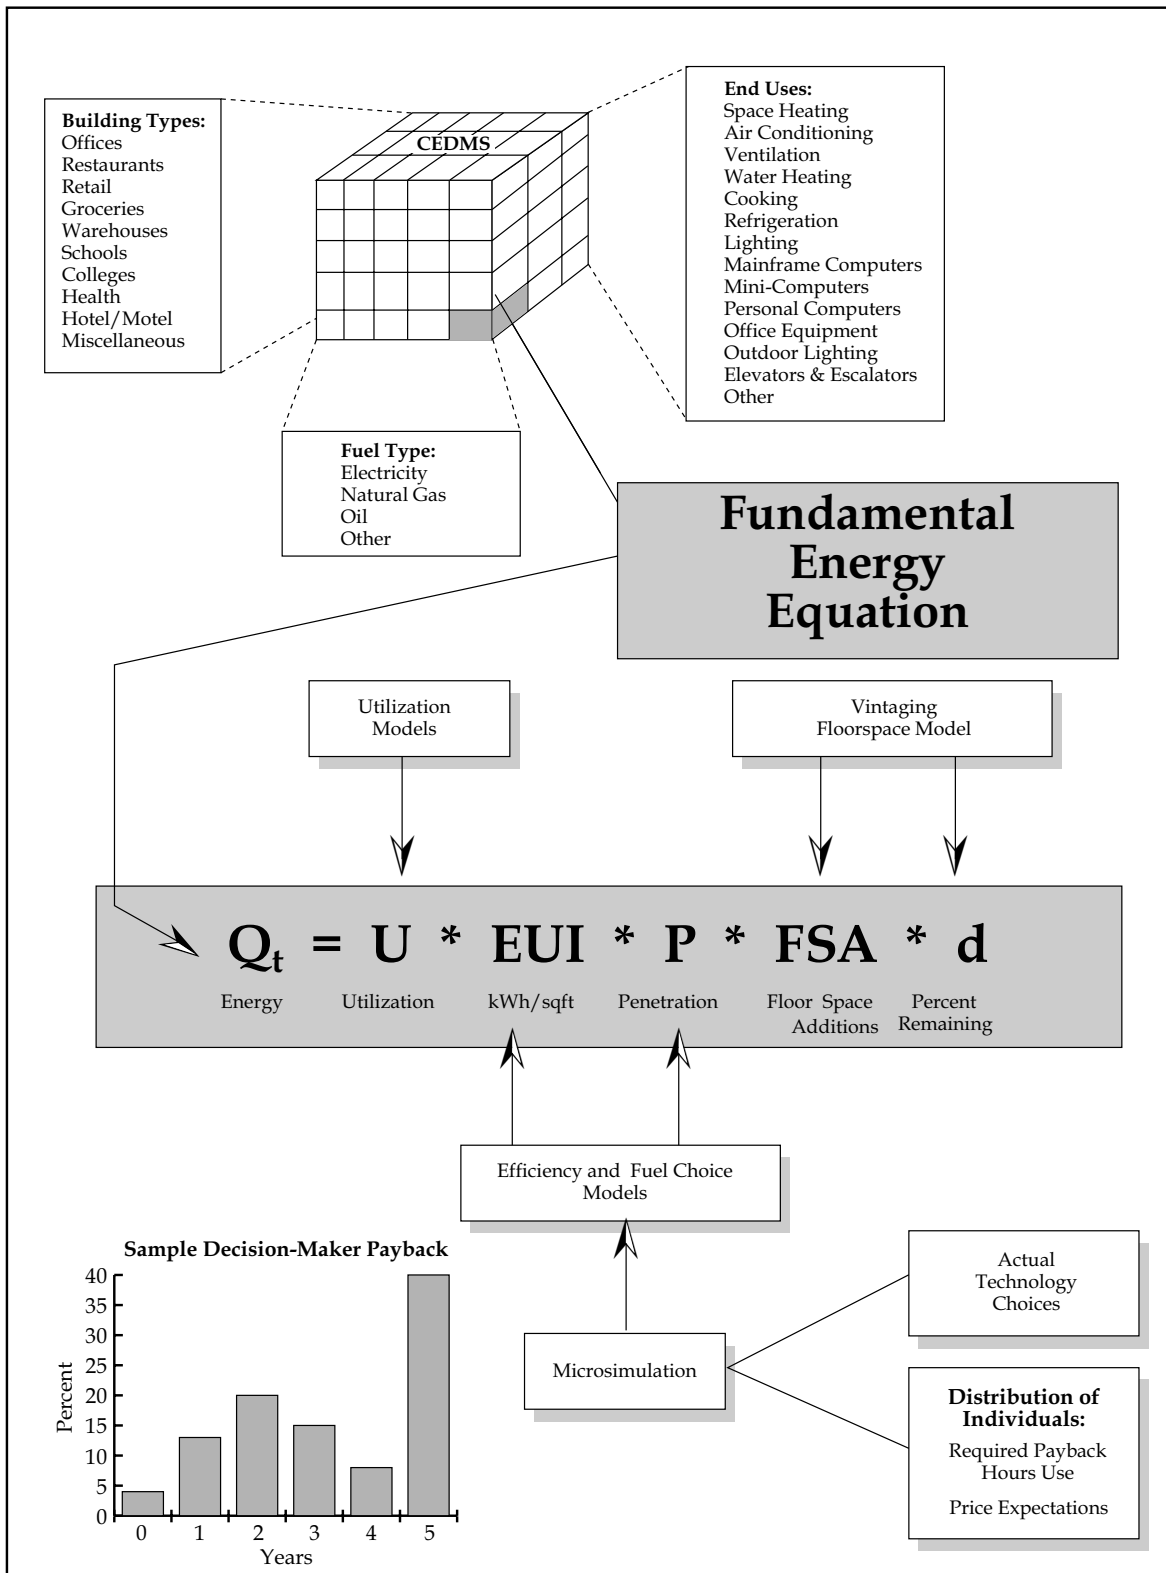 Building Types:
Offices
Restaurants
Retail
Groceries
Warehouses
Schools
Colleges
Health
Hotel/Motel
Miscellaneous
CEDMS
End Uses:
Space Heating
Air Conditioning
Ventilation
Water Heating
Cooking
Refrigeration
Lighting
Mainframe Computers
Mini-Computers
Personal Computers
Office Equipment
Outdoor Lighting
Elevators & Escalators
Other
Fuel Type:
Electricity
Natural Gas
Oil
Other
Fundamental
Energy
Equation
Utilization
Models
Vintaging
Floorspace Model
Qt = U * EUI * P * FSA * d
Energy Utilization kWh/sqft Penetration Floor Space Percent
Additions Remaining
Efficiency and Fuel Choice
Models
Sample Decision-Maker Payback
40
35
30
25
20
15
10
5
0
Percent
0 1 2 3 4 5
Years
Microsimulation
Actual
Technology
Choices
Distribution of
Individuals:
Required Payback
Hours Use
Price Expectations